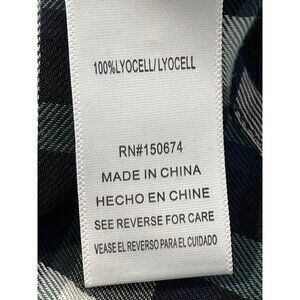 100%LYOCELL/LYOCELL
RN#150674
MADE IN CHINA
HECHO EN CHINE
SEE REVERSE FOR CARE
VEASE EL REVERSO PARA EL CUIDADO